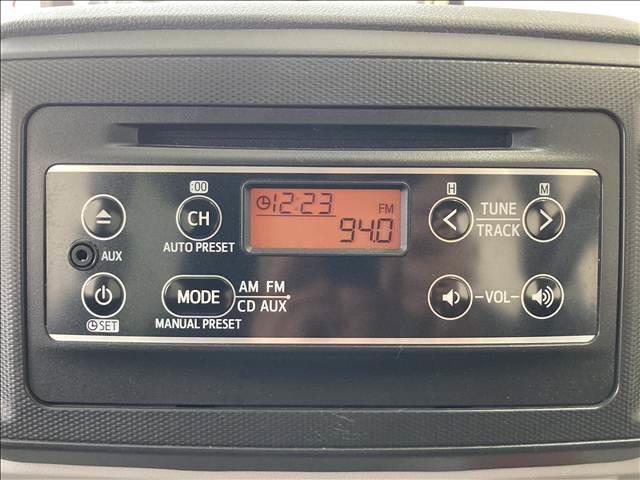 :00
H
M
12:23
FM
94.0
CH
AUTO PRESET
TUNE
TRACK
AUX
MODE
AM FM
CD AUX
-VOL-
SET
MANUAL PRESET